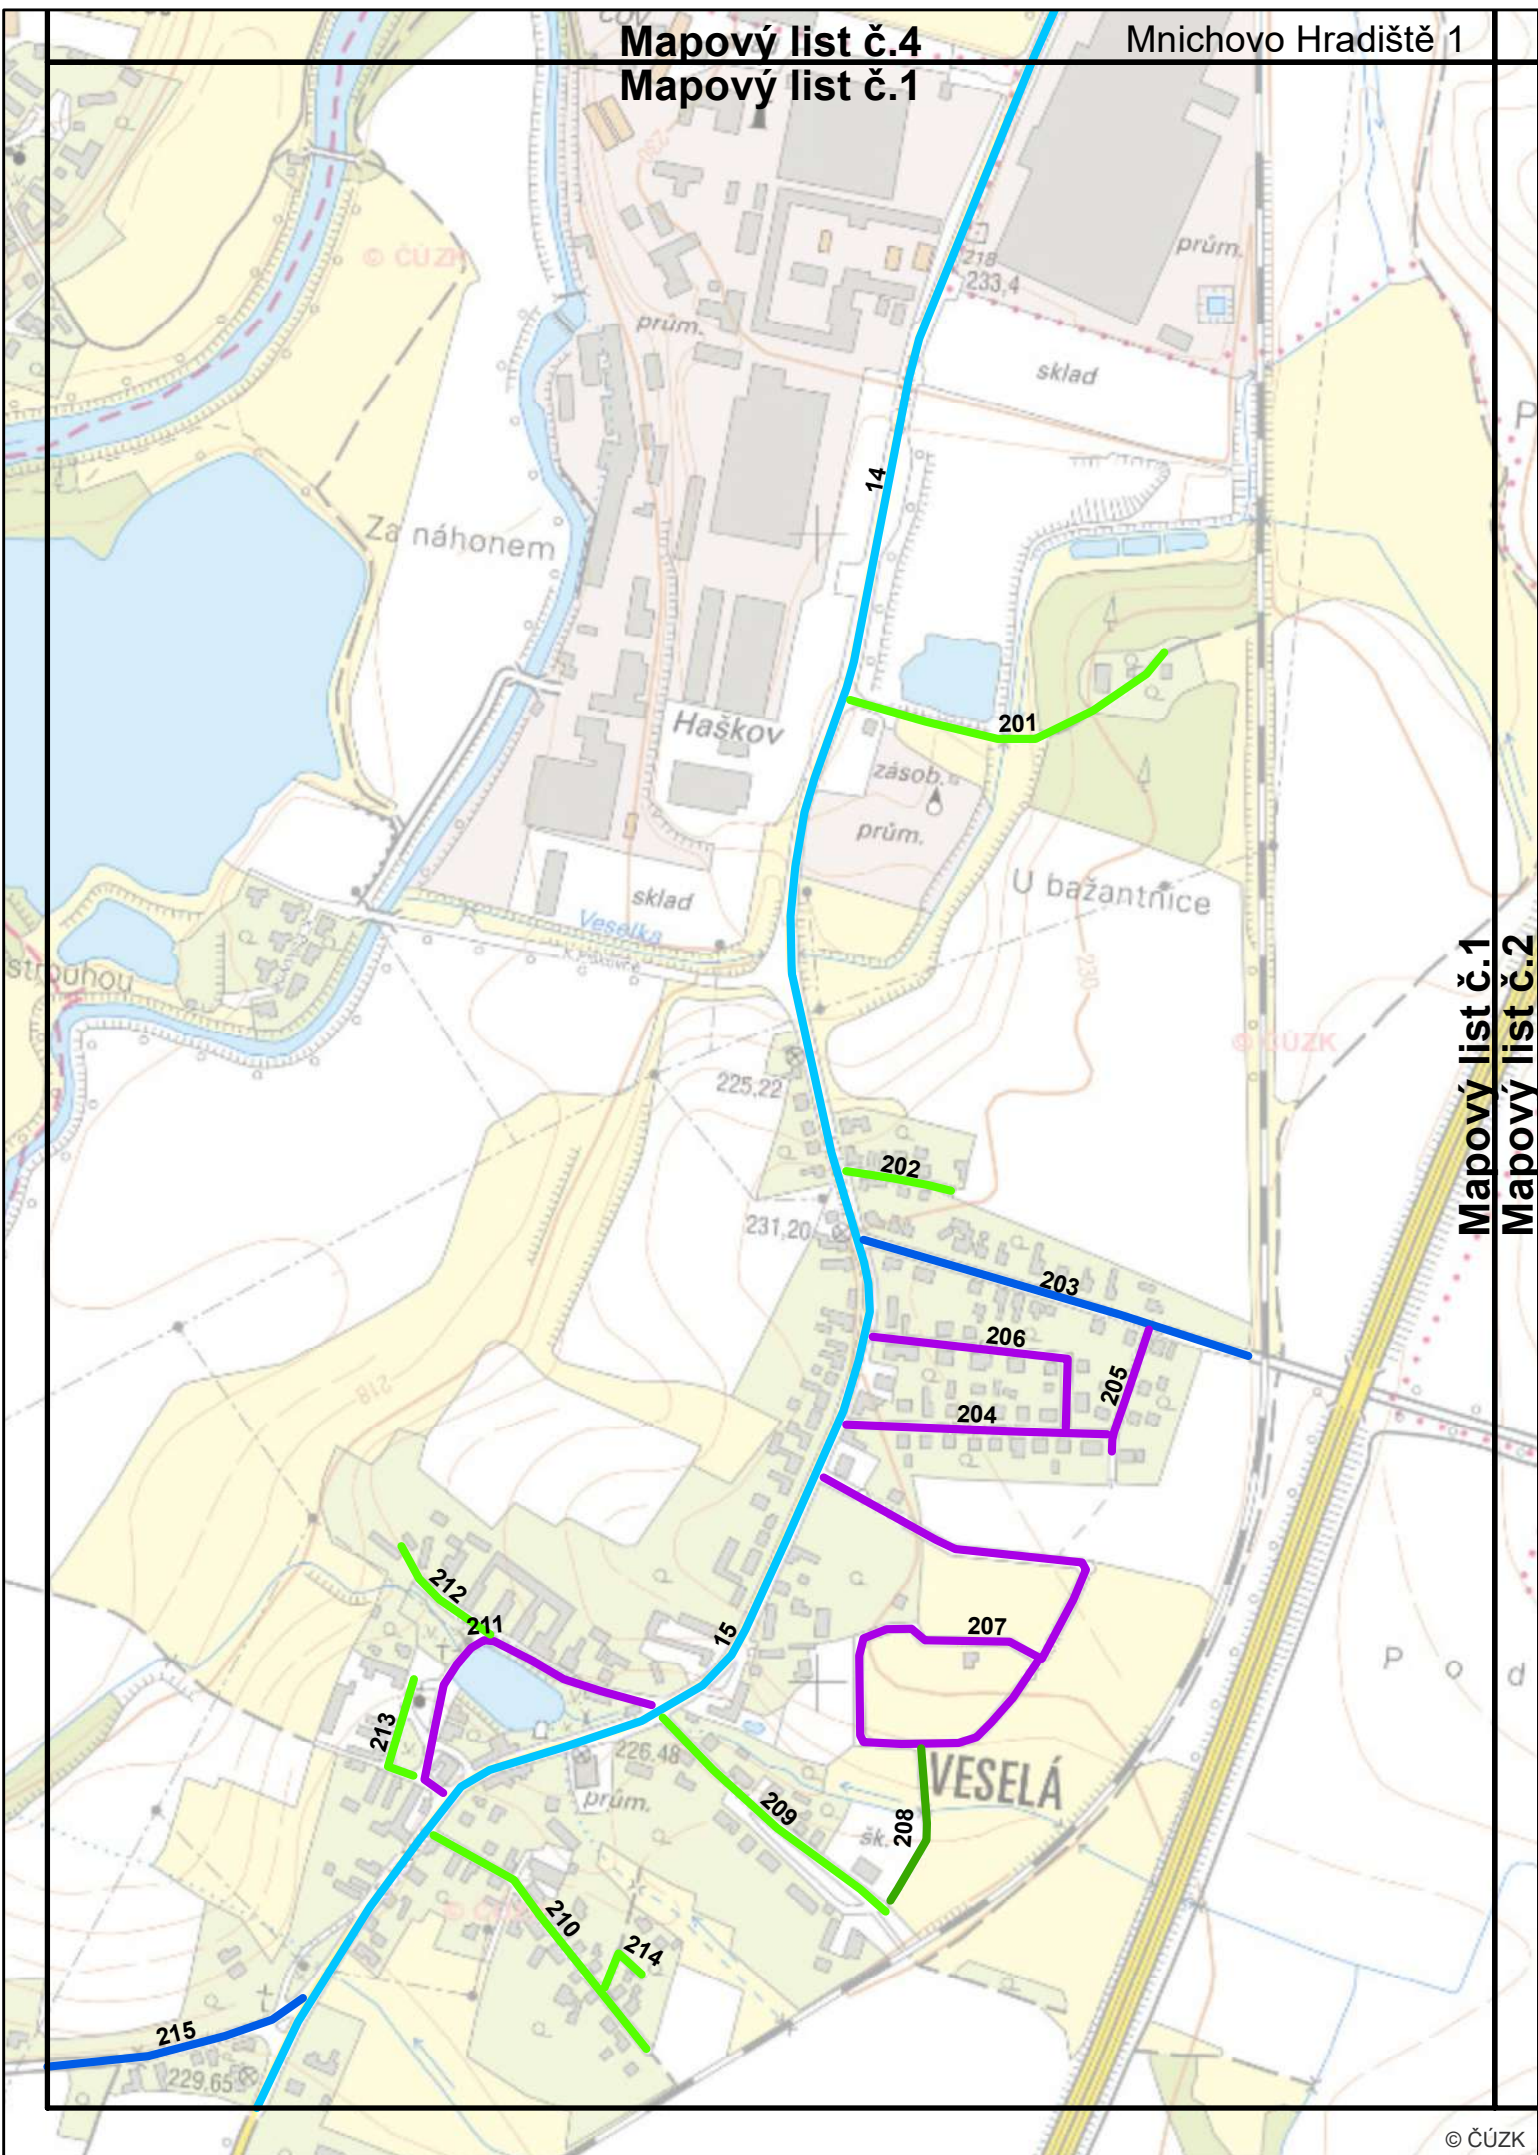 ČOV
Mapový list č.4
Mnichovo Hradiště 1
Mapový list č.1
230
© ČÚZK
prům.
218
233,4
prům.
sklad
P
14
Za náhonem
201
Haškov
zásob.
prům.
U bažantnice
sklad
Veselka
strouhou
230
Mapový list č.1
Mapový list č.2
© ČÚZK
225,22
202
231,20
203
206
205
204
218
212
211
15
207
P o d
213
226,48
VESELÁ
prům.
209
208
šk.
210
214
215
229,65
© ČÚZK